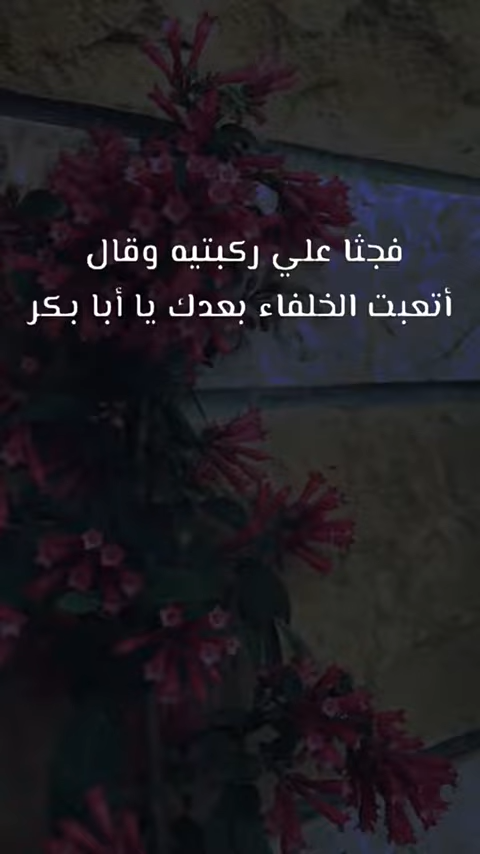 فجثا علي ركبتيه وقال
أتعبت الخلفاء بعدك يا أبا بكر